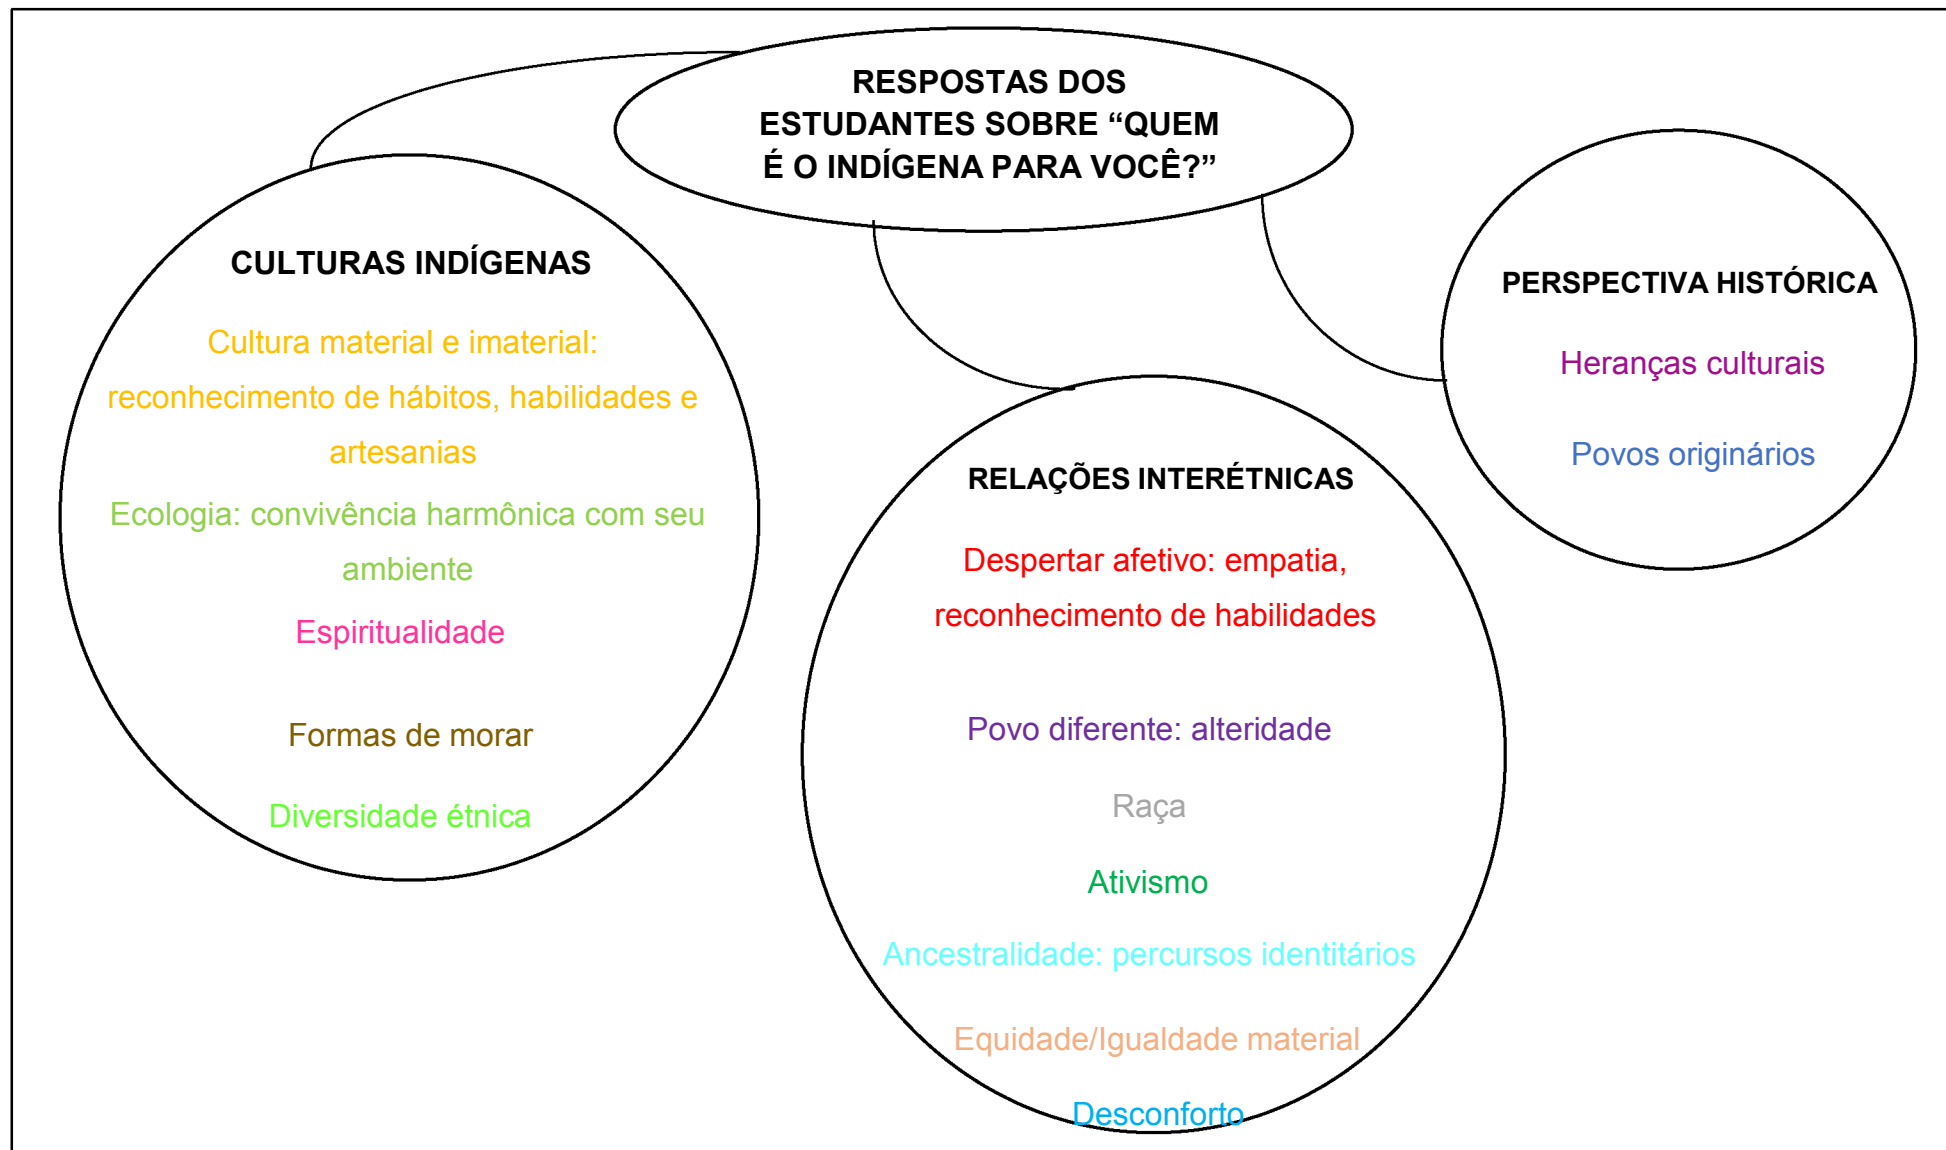 RESPOSTAS DOS
ESTUDANTES SOBRE “QUEM
É O INDÍGENA PARA VOCÊ?”
CULTURAS INDÍGENAS
Cultura material e imaterial:
reconhecimento de hábitos, habilidades e
artesanias
Ecologia: convivência harmônica com seu
ambiente
Espiritualidade
Formas de morar
Diversidade étnica
RELAÇÕES INTERÉTNICAS
Despertar afetivo: empatia,
reconhecimento de habilidades
Povo diferente: alteridade
Raça
Ativismo
Ancestralidade: percursos identitários
Equidade/Igualdade material
Desconforto
PERSPECTIVA HISTÓRICA
Heranças culturais
Povos originários